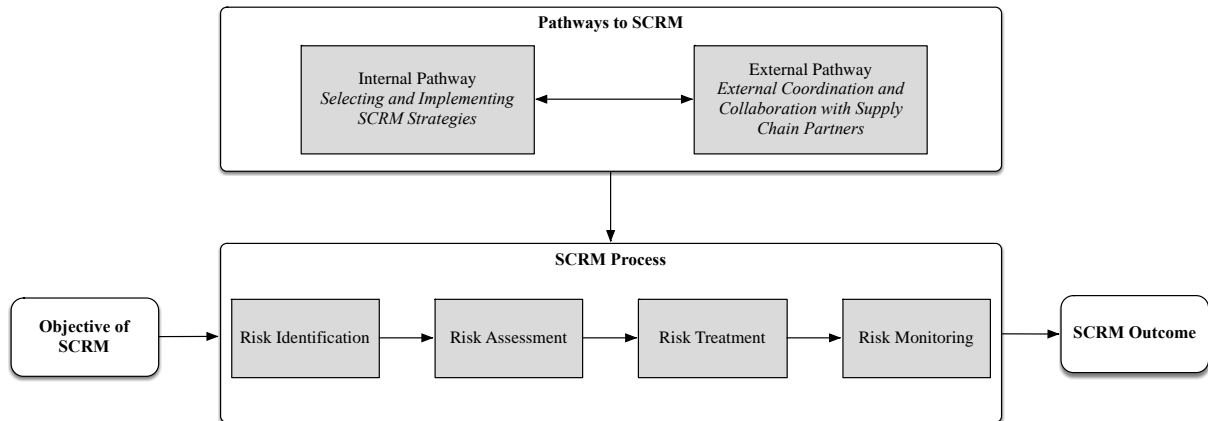 Pathways to SCRM
Internal Pathway
Selecting and Implementing
SCRM Strategies
External Pathway
External Coordination and
Collaboration with Supply
Chain Partners
SCRM Process
Objective of
SCRM
Risk Identification
Risk Assessment
Risk Treatment
Risk Monitoring
SCRM Outcome